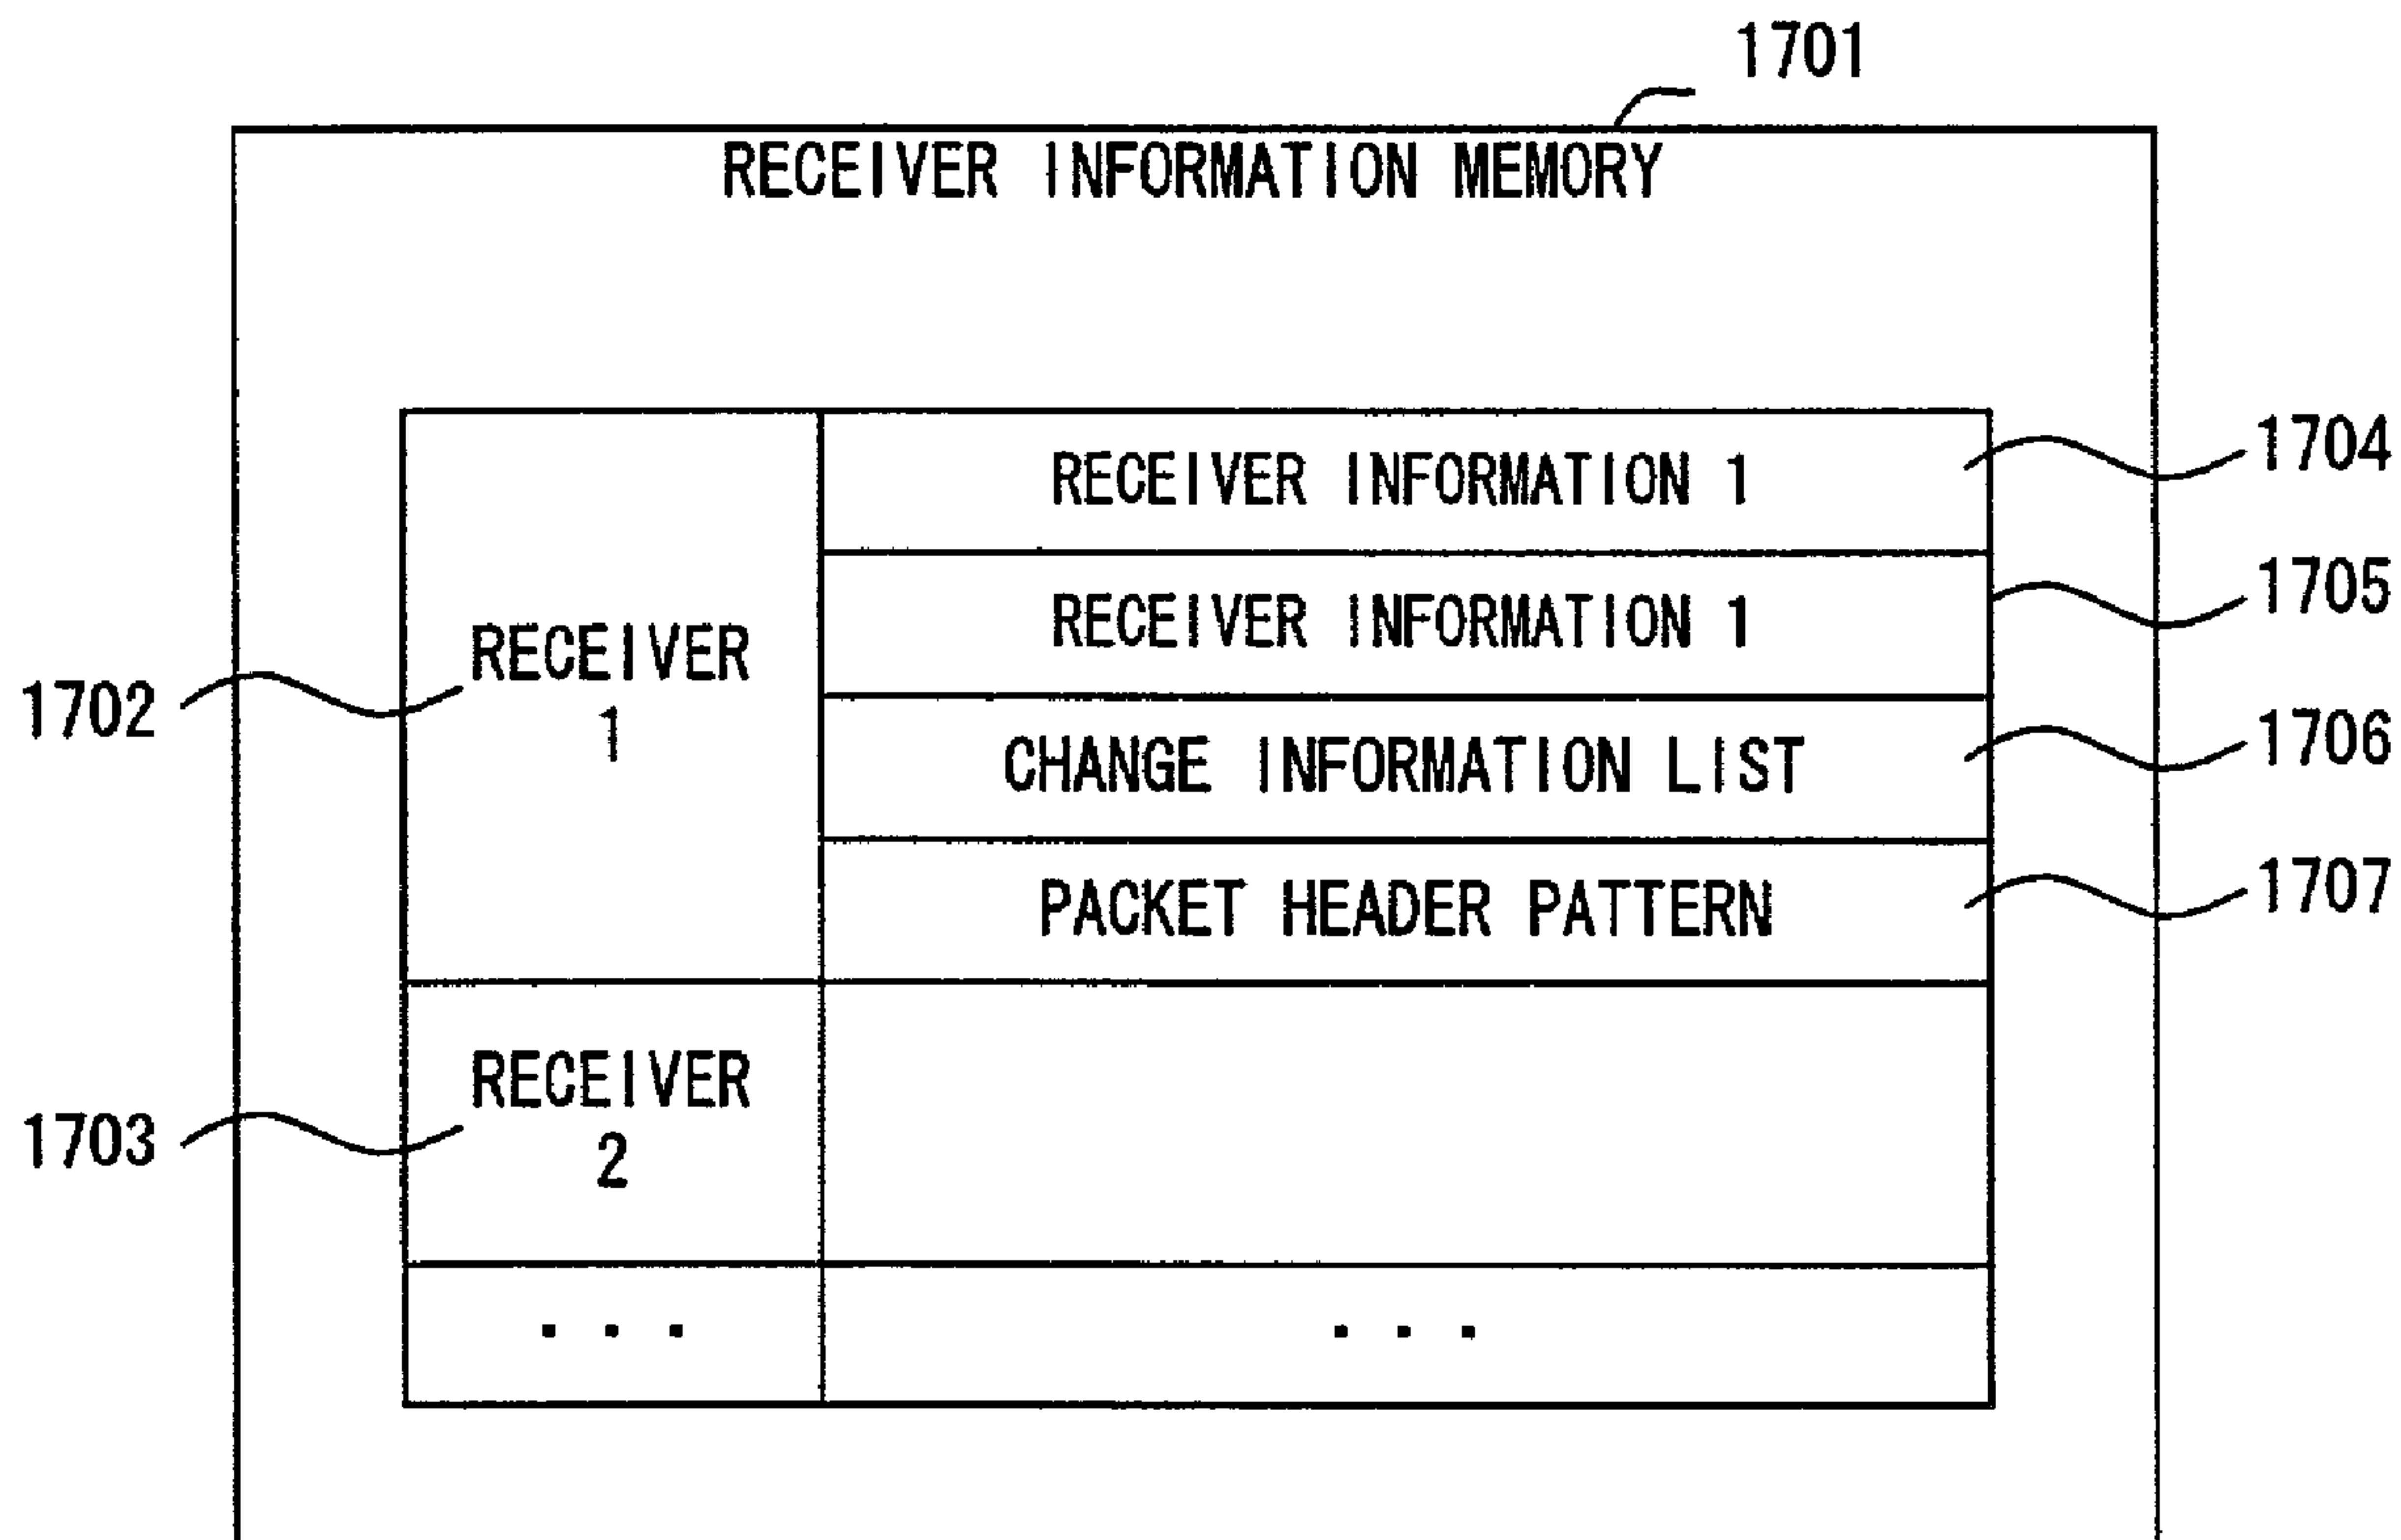 1701
RECEIVER INFORMATION MEMORY
RECEIVER INFORMATION 1
1704
RECEIVER INFORMATION 1
1705
1702
RECEIVER
1
CHANGE INFORMATION LIST
1706
PACKET HEADER PATTERN
1707
1703
RECEIVER
2
. . .
. . .